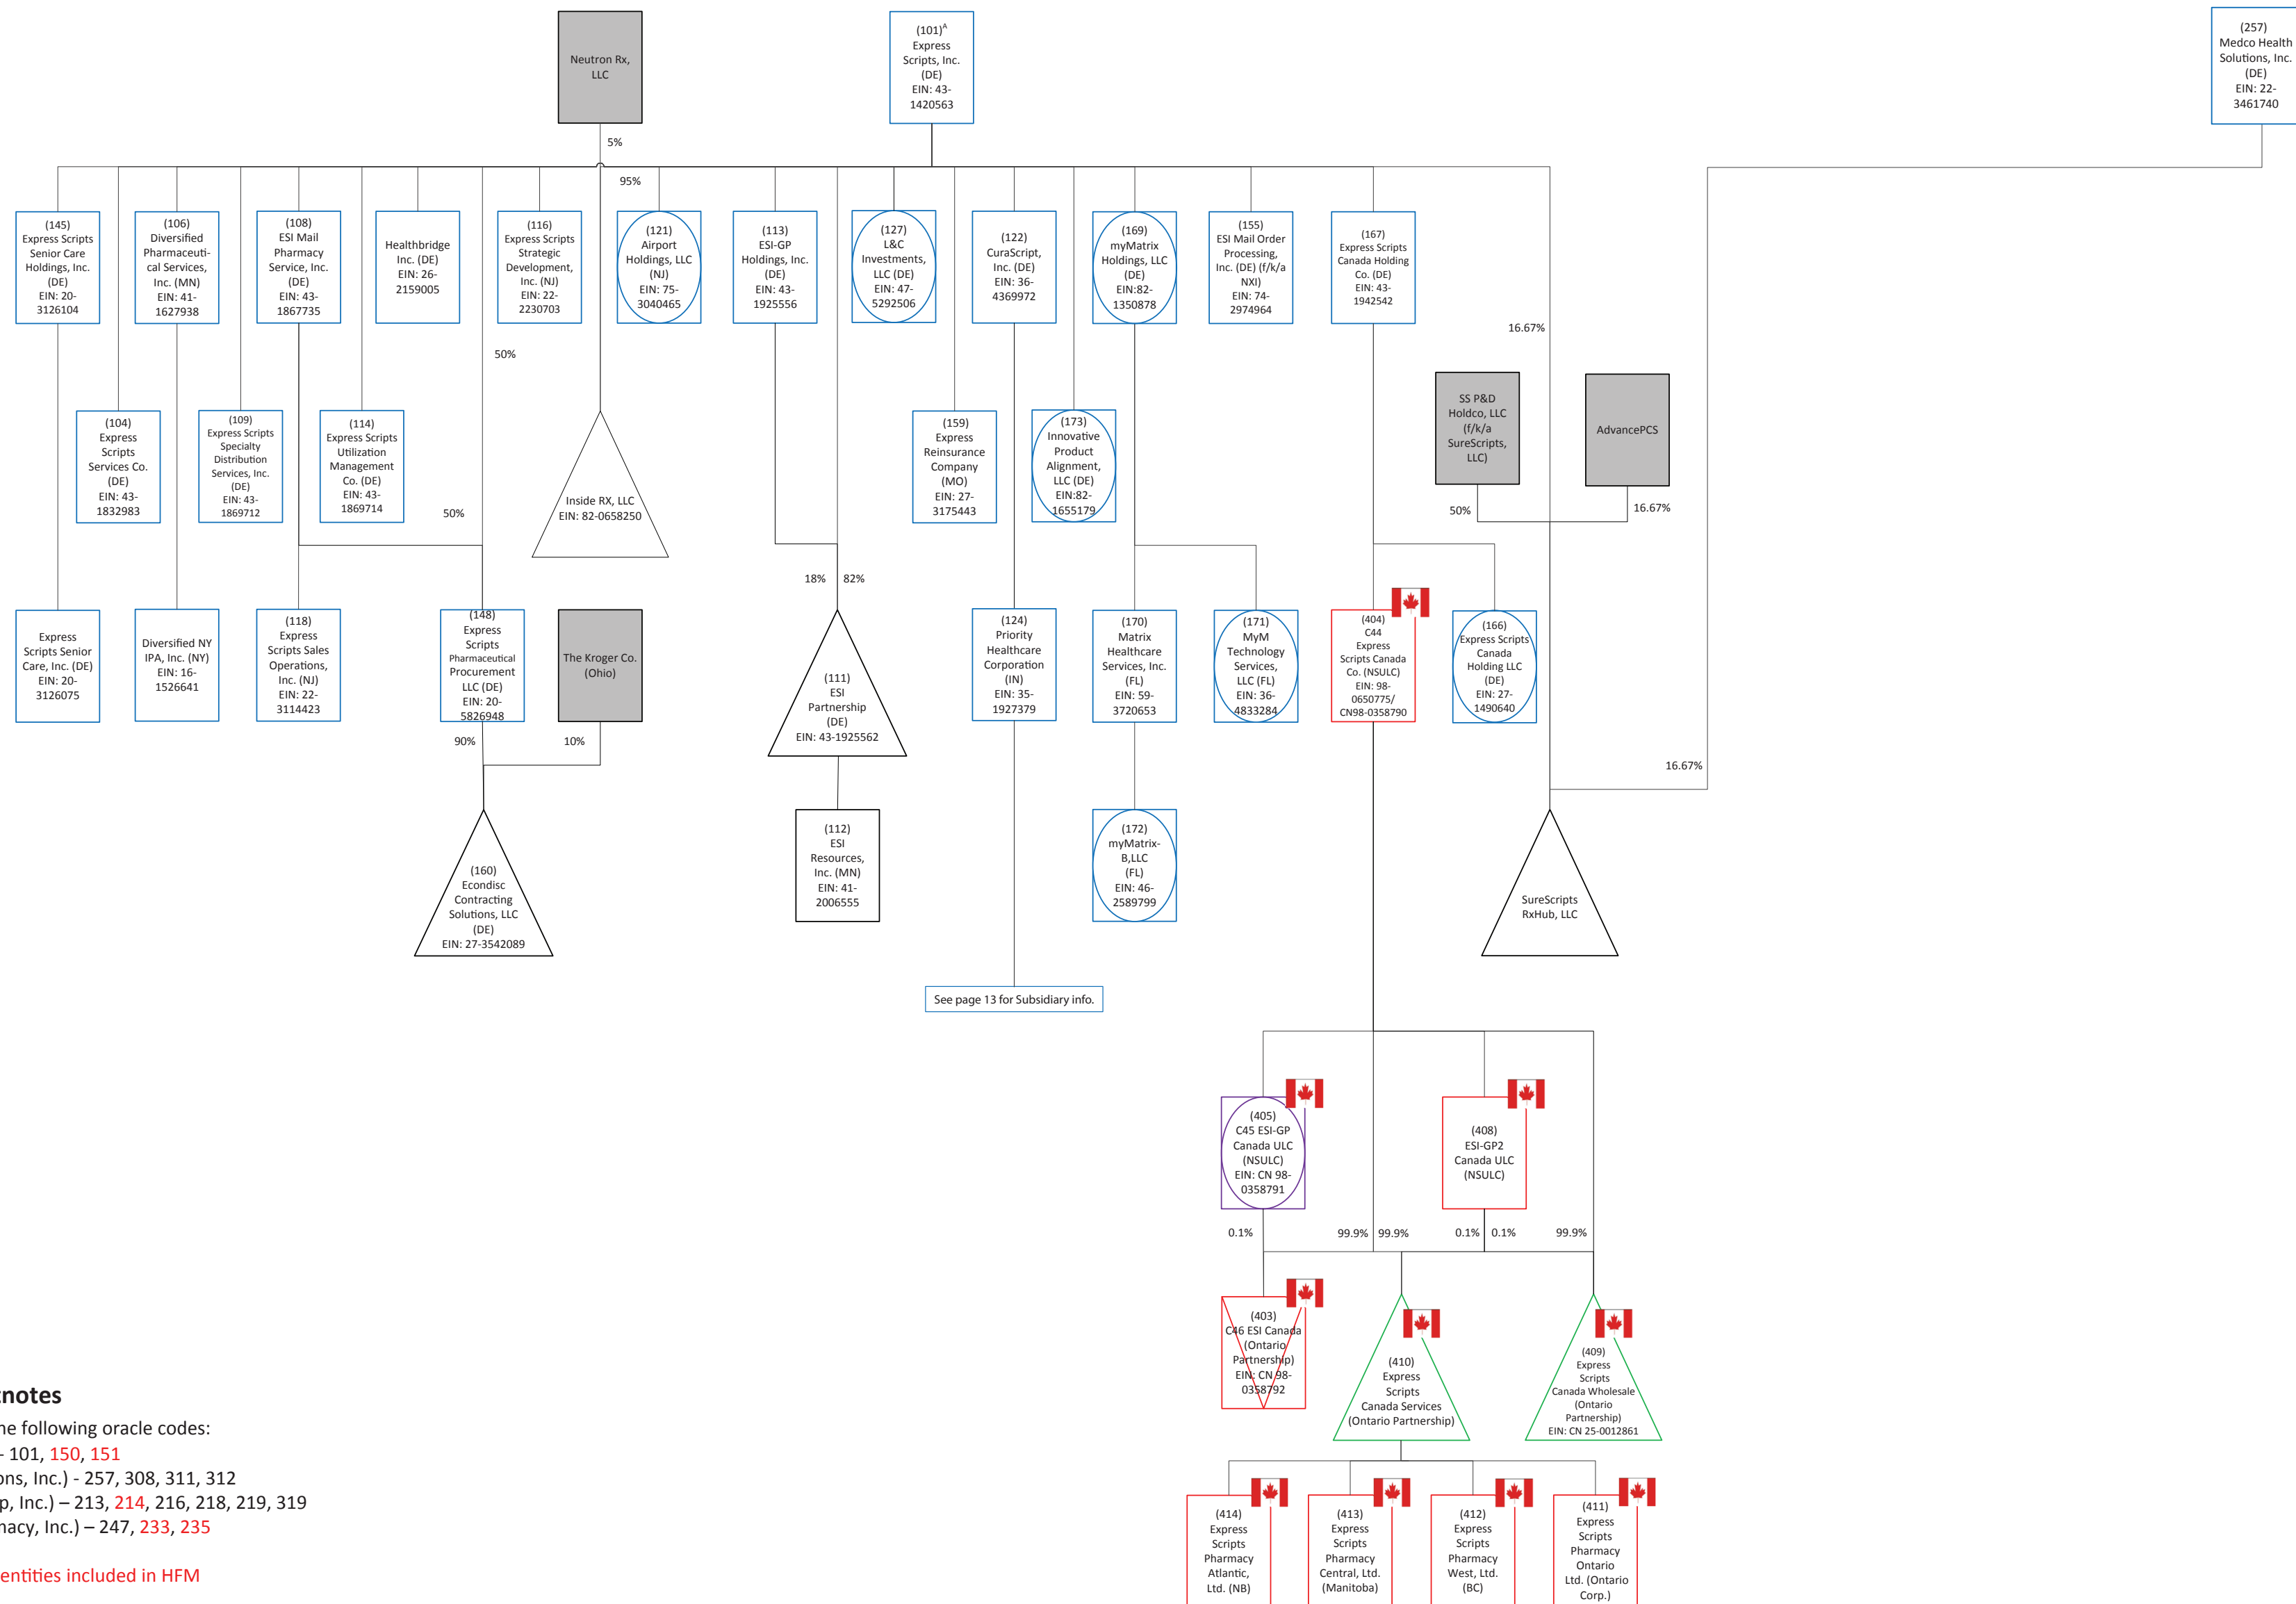 Neutron Rx,
LLC
(101)A
Express
Scripts, Inc.
(DE)
EIN: 43-
1420563
(257)
Medco Health
Solutions, Inc.
(DE)
EIN: 22-
3461740
5%
95%
(145)
Express Scripts
Senior Care
Holdings, Inc.
(DE)
EIN: 20-
3126104
(106)
Diversified
Pharmaceuti-
cal Services,
Inc. (MN)
EIN: 41-
1627938
(108)
ESI Mail
Pharmacy
Service, Inc.
(DE)
EIN: 43-
1867735
Healthbridge
Inc. (DE)
EIN: 26-
2159005
(116)
Express Scripts
Strategic
Development,
Inc. (NJ)
EIN: 22-
2230703
(121)
Airport
Holdings, LLC
(NJ)
EIN: 75-
3040465
(113)
ESI-GP
Holdings, Inc.
(DE)
EIN: 43-
1925556
(127)
L&C
Investments,
LLC (DE)
EIN: 47-
5292506
(122)
CuraScript,
Inc. (DE)
EIN: 36-
4369972
(169)
myMatrix
Holdings, LLC
(DE)
EIN:82-
1350878
(155)
ESI Mail Order
Processing,
Inc. (DE) (f/k/a
NXI)
EIN: 74-
2974964
(167)
Express Scripts
Canada Holding
Co. (DE)
EIN: 43-
1942542
16.67%
50%
(104)
Express
Scripts
Services Co.
(DE)
EIN: 43-
1832983
(109)
Express Scripts
Specialty
Distribution
Services, Inc.
(DE)
EIN: 43-
1869712
(114)
Express Scripts
Utilization
Management
Co. (DE)
EIN: 43-
1869714
50%
Inside RX, LLC
EIN: 82-0658250
(159)
Express
Reinsurance
Company
(MO)
EIN: 27-
3175443
(173)
Innovative
Product
Alignment,
LLC (DE)
EIN:82-
1655179
SS P&D
Holdco, LLC
(f/k/a
SureScripts,
LLC)
AdvancePCS
50%
16.67%
18%
82%
Express
Scripts Senior
Care, Inc. (DE)
EIN: 20-
3126075
Diversified NY
IPA, Inc. (NY)
EIN: 16-
1526641
(118)
Express
Scripts Sales
Operations,
Inc. (NJ)
EIN: 22-
3114423
(148)
Express
Scripts
Pharmaceutical
Procurement
LLC (DE)
EIN: 20-
5826948
The Kroger Co.
(Ohio)
(111)
ESI
Partnership
(DE)
EIN: 43-1925562
(124)
Priority
Healthcare
Corporation
(IN)
EIN: 35-
1927379
(170)
Matrix
Healthcare
Services, Inc.
(FL)
EIN: 59-
3720653
(171)
MyM
Technology
Services,
LLC (FL)
EIN: 36-
4833284
(404)
C44
Express
Scripts Canada
Co. (NSULC)
EIN: 98-
0650775/
CN98-0358790
(166)
Express Scripts
Canada
Holding LLC
(DE)
EIN: 27-
1490640
90%
10%
16.67%
(160)
Econdisc
Contracting
Solutions, LLC
(DE)
EIN: 27-3542089
(112)
ESI
Resources,
Inc. (MN)
EIN: 41-
2006555
(172)
myMatrix-
B,LLC
(FL)
EIN: 46-
2589799
SureScripts
RxHub, LLC
See page 13 for Subsidiary info.
(405)
C45 ESI-GP
Canada ULC
(NSULC)
EIN: CN 98-
0358791
(408)
ESI-GP2
Canada ULC
(NSULC)
0.1%
99.9%
99.9%
0.1%
0.1%
99.9%
(403)
C46 ESI Canada
(Ontario
Partnership)
EIN: CN 98-
0358792
(410)
Express
Scripts
Canada Services
(Ontario Partnership)
(409)
Express
Scripts
Canada Wholesale
(Ontario
Partnership)
EIN: CN 25-0012861
(414)
Express
Scripts
Pharmacy
Atlantic,
Ltd. (NB)
(413)
Express
Scripts
Pharmacy
Central, Ltd.
(Manitoba)
(412)
Express
Scripts
Pharmacy
West, Ltd.
(BC)
(411)
Express
Scripts
Pharmacy
Ontario
Ltd. (Ontario
Corp.)
tnotes
he following oracle codes:
– 101, 150, 151
ons, Inc.) - 257, 308, 311, 312
p, Inc.) – 213, 214, 216, 218, 219, 319
macy, Inc.) – 247, 233, 235
entities included in HFM